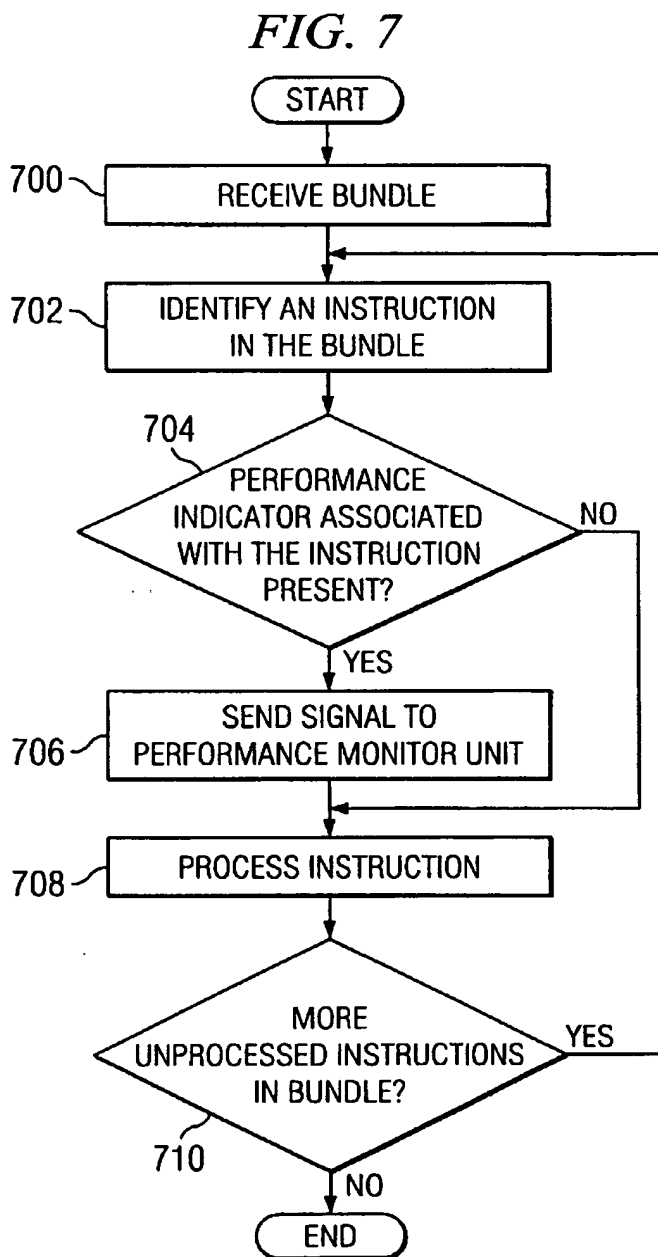 FIG. 7
START
700
RECEIVE BUNDLE
702
IDENTIFY AN INSTRUCTION
IN THE BUNDLE
704
PERFORMANCE
INDICATOR ASSOCIATED
WITH THE INSTRUCTION
PRESENT?
NO
YES
706
SEND SIGNAL TO
PERFORMANCE MONITOR UNIT
708
PROCESS INSTRUCTION
MORE
UNPROCESSED INSTRUCTIONS
IN BUNDLE?
YES
710
NO
END